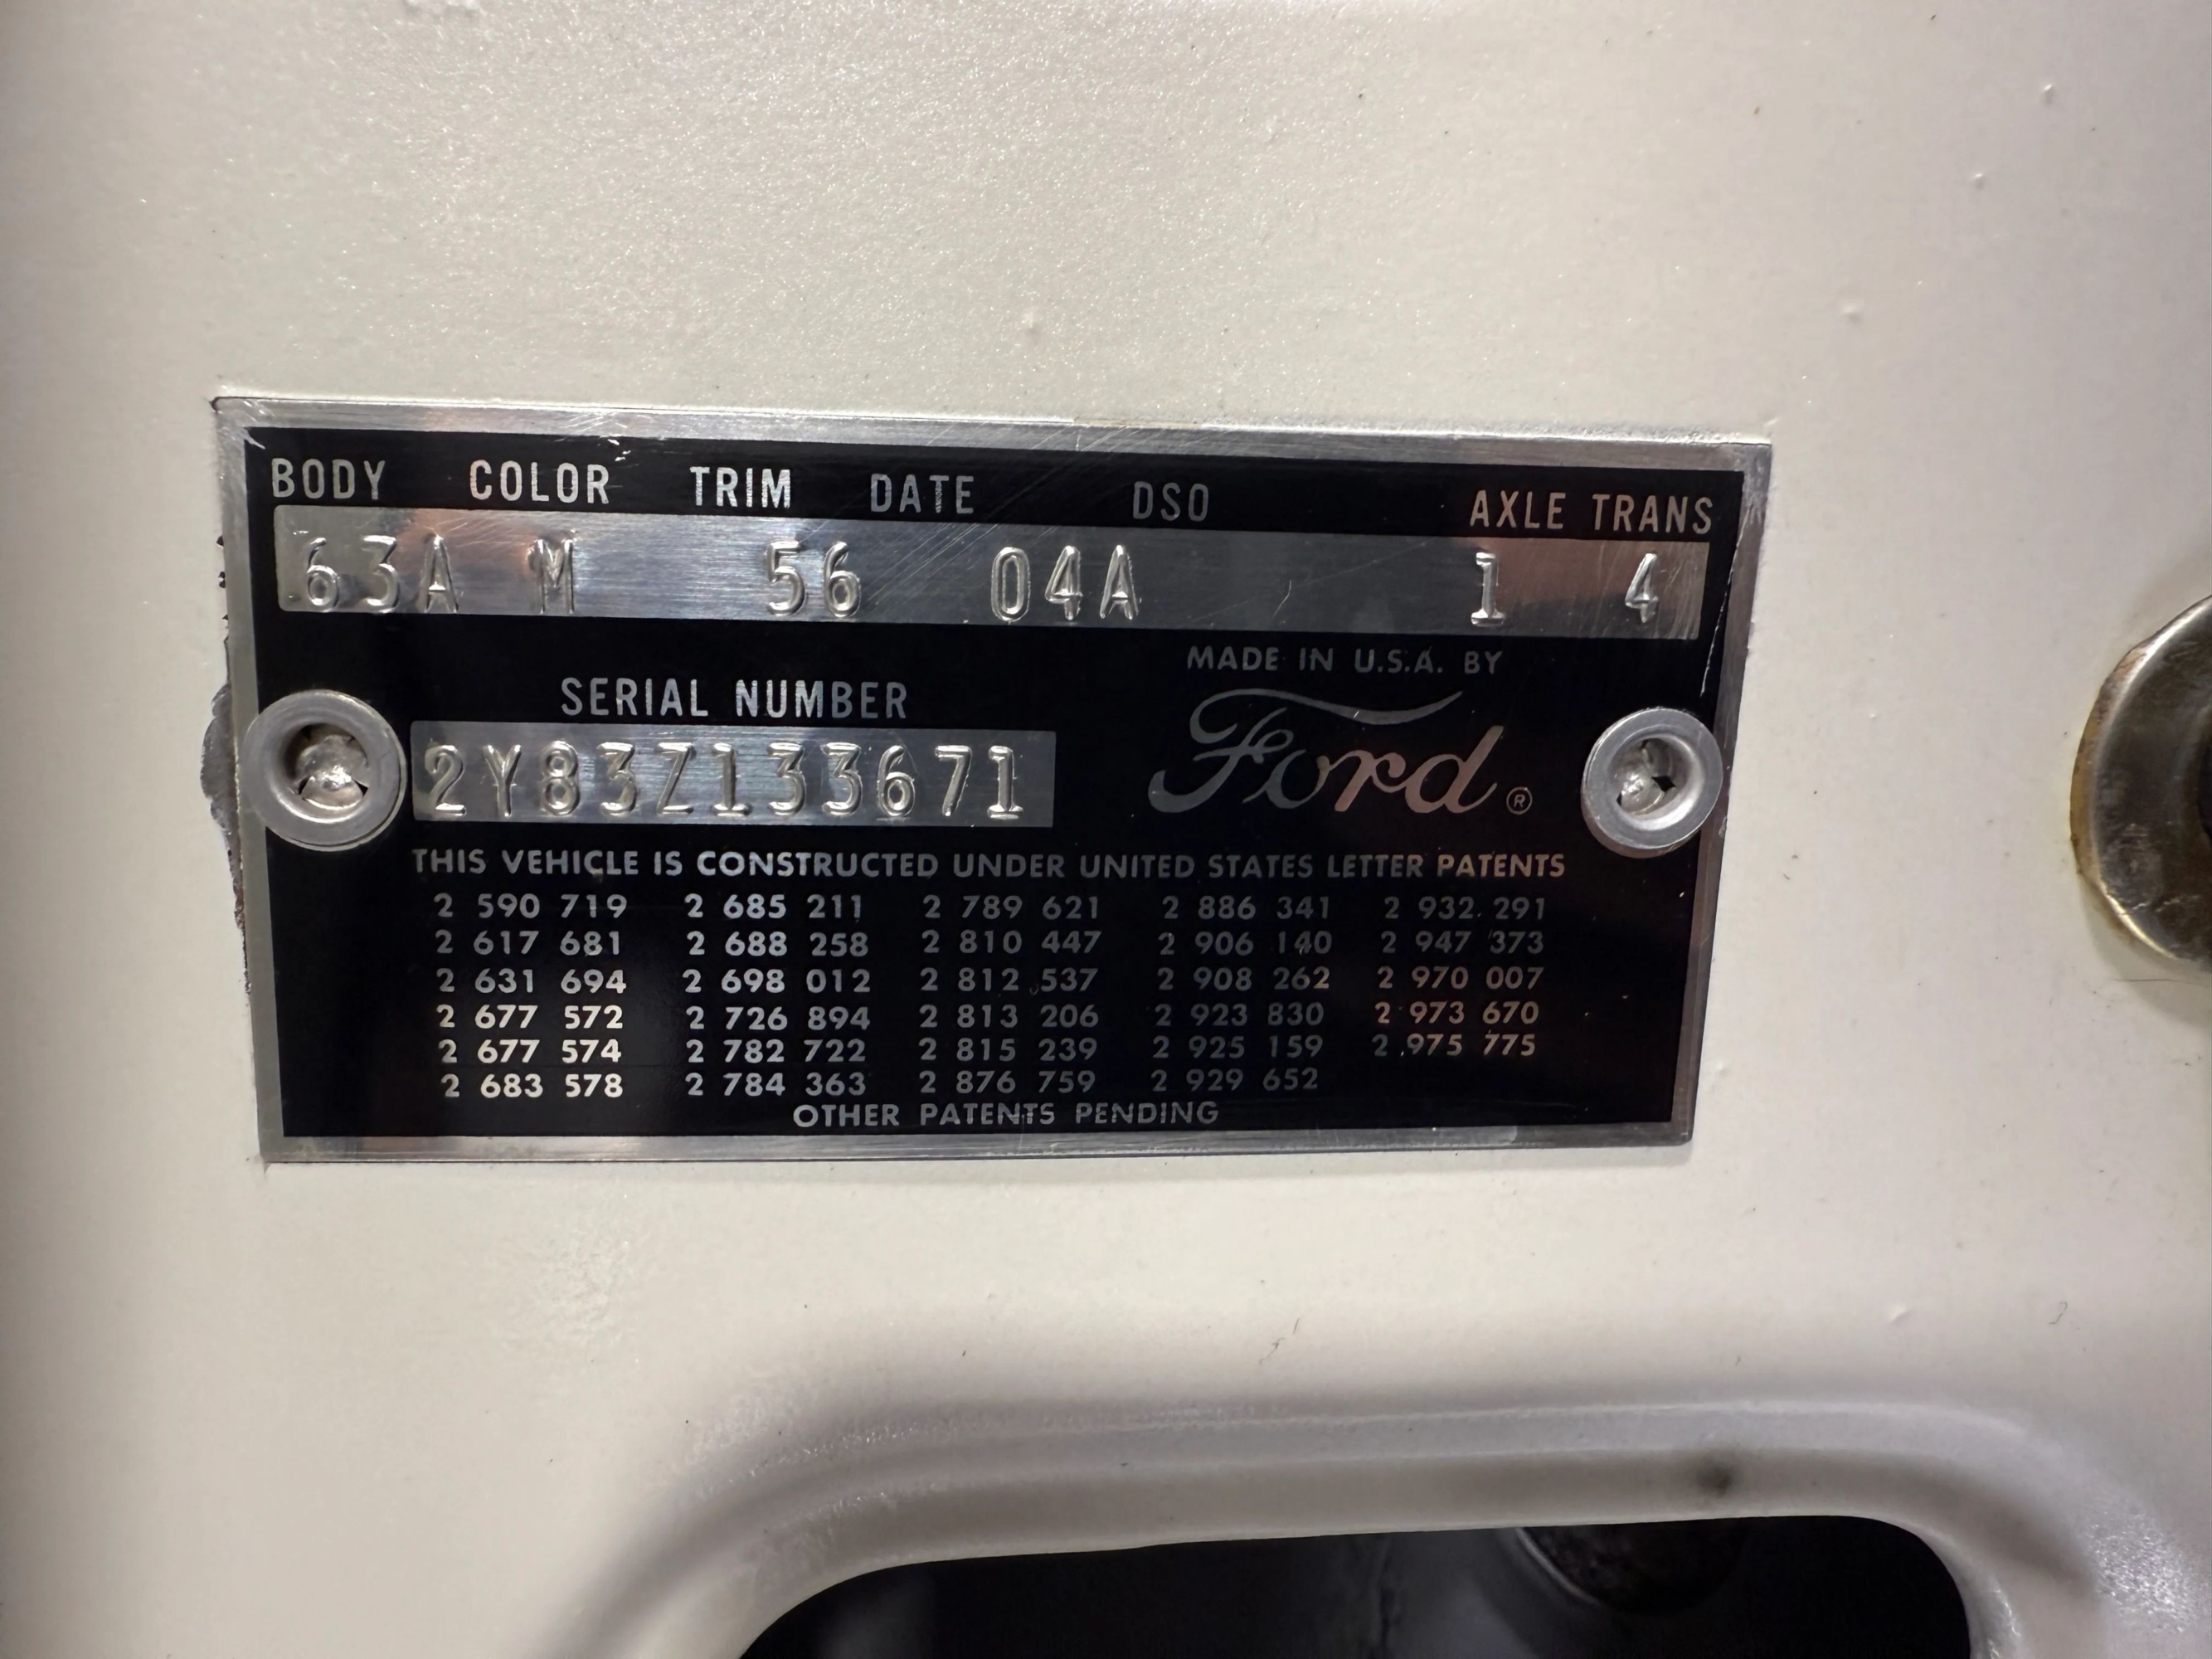 BODY COLOR TRIM DATE DSO AXLE TRANS
63A M 56 04A 1 4
MADE IN U.S.A. BY
SERIAL NUMBER
Ford ®
2Y83Z133671
THIS VEHICLE IS CONSTRUCTED UNDER UNITED STATES LETTER PATENTS
2 590 719 2 685 211 2 789 621 2 886 341 2 932 291
2 617 681 2 688 258 2 810 447 2 906 140 2 947 373
2 631 694 2 698 012 2 812 537 2 908 262 2 970 007
2 677 572 2 726 894 2 813 206 2 923 830 2 973 670
2 677 574 2 782 722 2 815 239 2 925 159 2 975 775
2 683 578 2 784 363 2 876 759 2 929 652
OTHER PATENTS PENDING